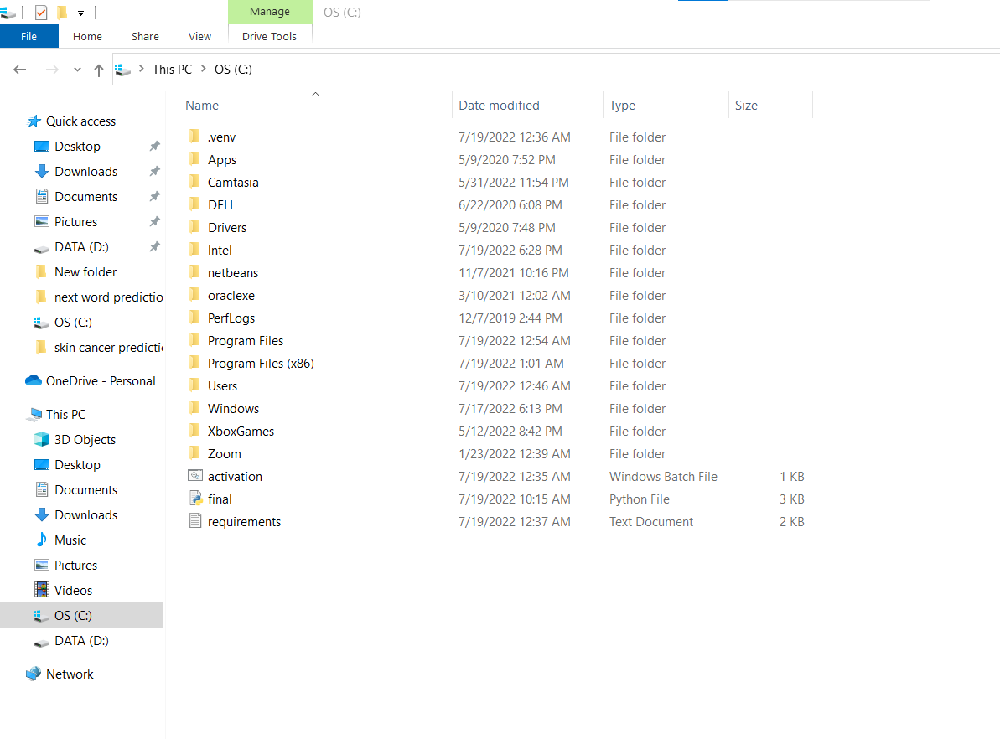 Manage OS (C:)
File Home Share View Drive Tools
This PC OS (C:)
Name Date modified Type Size
Quick access
Desktop
Downloads
Documents
Pictures
DATA (D:)
New folder
next word predictio
OS (C:)
skin cancer predictic
OneDrive - Personal
This PC
3D Objects
Desktop
Documents
Downloads
Music
Pictures
Videos
OS (C:)
DATA (D:)
Network
.venv 7/19/2022 12:36 AM File folder
Apps 5/9/2020 7:52 PM File folder
Camtasia 5/31/2022 11:54 PM File folder
DELL 6/22/2020 6:08 PM File folder
Drivers 5/9/2020 7:48 PM File folder
Intel 7/19/2022 6:28 PM File folder
netbeans 11/7/2021 10:16 PM File folder
oraclexe 3/10/2021 12:02 AM File folder
PerfLogs 12/7/2019 2:44 PM File folder
Program Files 7/19/2022 12:54 AM File folder
Program Files (x86) 7/19/2022 1:01 AM File folder
Users 7/19/2022 12:46 AM File folder
Windows 7/17/2022 6:13 PM File folder
XboxGames 5/12/2022 8:42 PM File folder
Zoom 1/23/2022 12:39 AM File folder
activation 7/19/2022 12:35 AM Windows Batch File 1 KB
final 7/19/2022 10:15 AM Python File 3 KB
requirements 7/19/2022 12:37 AM Text Document 2 KB